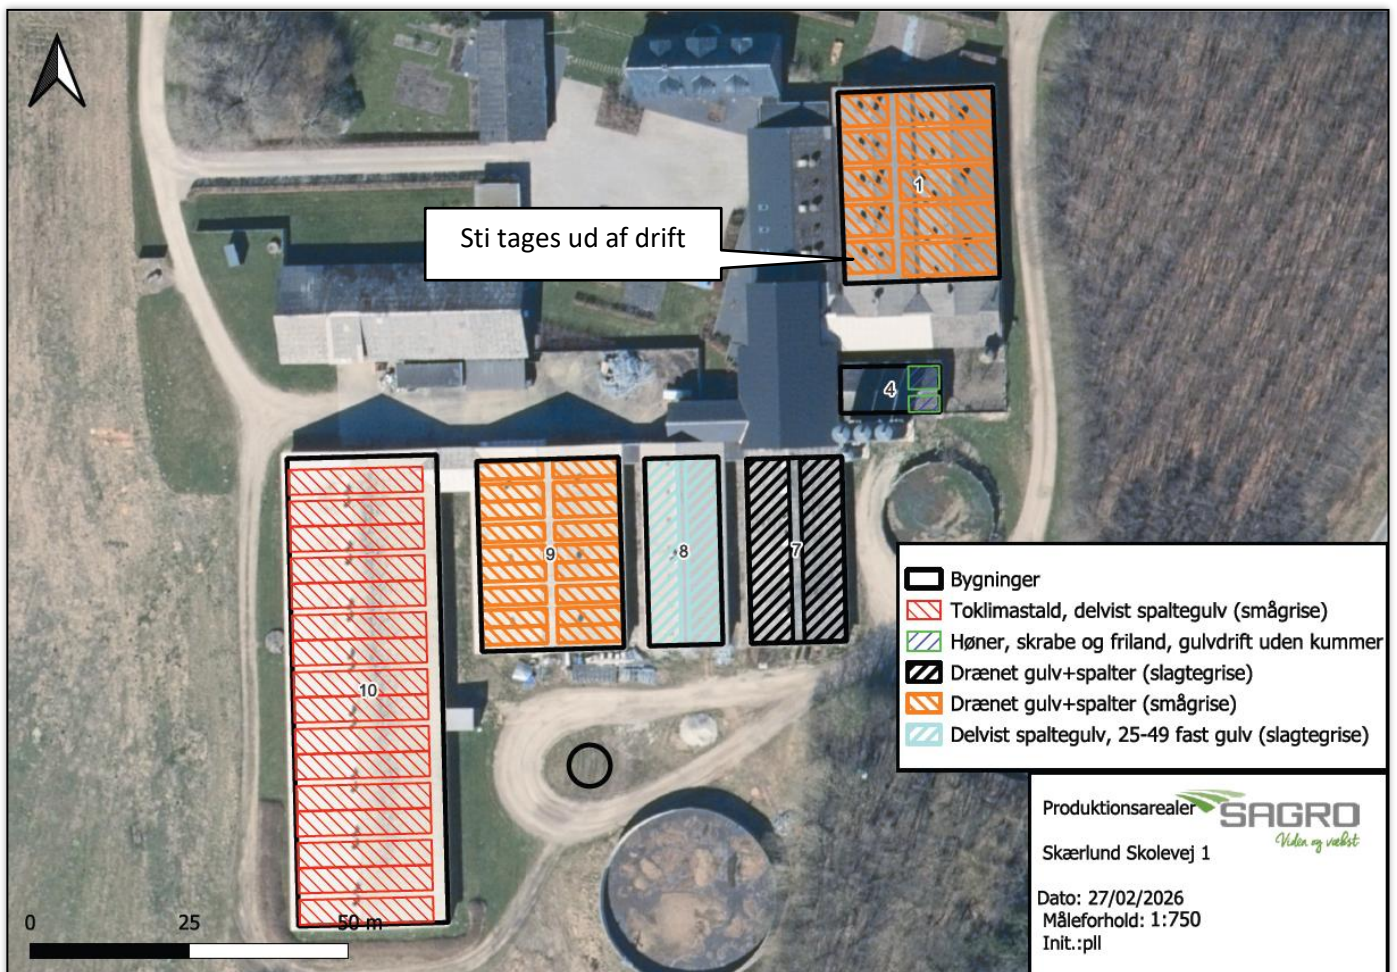 Sti tages ud af drift
1
4
9
8
7
10
Bygninger
Toklimastald, delvist spaltegulv (smågrise)
Høner, skrabe og friland, gulvdrift uden kummer
Drænet gulv+spalter (slagtegrise)
Drænet gulv+spalter (smågrise)
Delvist spaltegulv, 25-49 fast gulv (slagtegrise)
Produktionsarealer
SAGRO
Viden og vækst
Skærlund Skolevej 1
Dato: 27/02/2026
Måleforhold: 1:750
Init.:pll
0 25 50 m